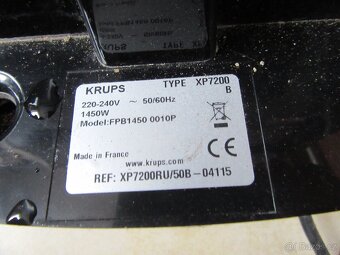 KRUPS TYPE XP7200
B
220-240V ~ 50/60Hz
1450W
Model:FPB1450 0010P
Made in France
www.krups.com
REF: XP7200RU/50B-04115